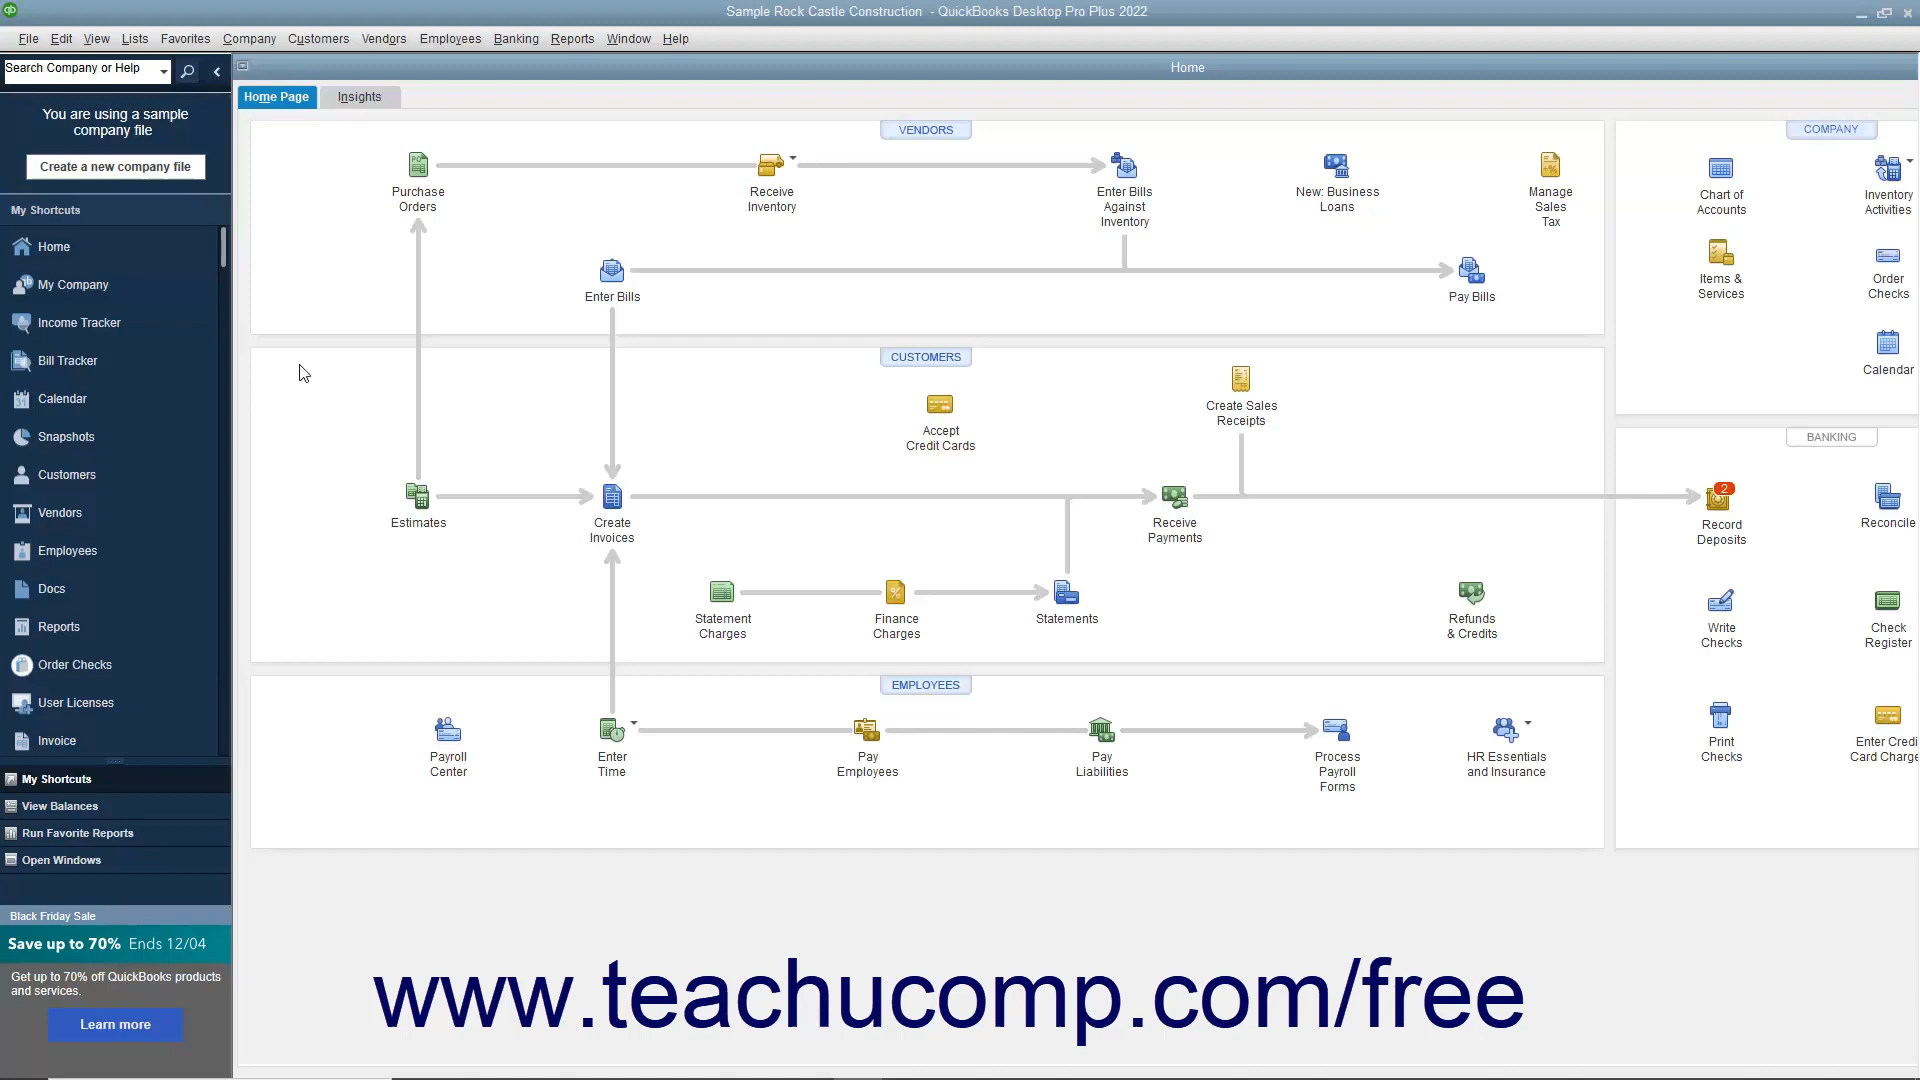 Sample Rock Castle Construction - QuickBooks Desktop Pro Plus 2022
File Edit View Lists Favorites Company Customers Vendors Employees Banking Reports Window Help
Search Company or Help
Home
You are using a sample
company file
Create a new company file
My Shortcuts
Home
My Company
Income Tracker
Bill Tracker
Calendar
Snapshots
Customers
Vendors
Employees
Docs
Reports
Order Checks
User Licenses
Invoice
My Shortcuts
View Balances
Run Favorite Reports
Open Windows
Black Friday Sale
Save up to 70% Ends 12/04
Get up to 70% off QuickBooks products
and services.
Learn more
Home Page Insights
VENDORS
Purchase
Orders
Receive
Inventory
Enter Bills
Against
Inventory
New: Business
Loans
Manage
Sales
Tax
Enter Bills
Pay Bills
CUSTOMERS
Create Sales
Receipts
Accept
Credit Cards
Estimates
Create
Invoices
Receive
Payments
Statement
Charges
Finance
Charges
Statements
Refunds
& Credits
EMPLOYEES
Payroll
Center
Enter
Time
Pay
Employees
Pay
Liabilities
Process
Payroll
Forms
HR Essentials
and Insurance
COMPANY
Chart of
Accounts
Inventory
Activities
Items &
Services
Order
Checks
Calendar
BANKING
2
Record
Deposits
Reconcile
Write
Checks
Check
Register
Print
Checks
Enter Credi
Card Charge
www.teachucomp.com/free